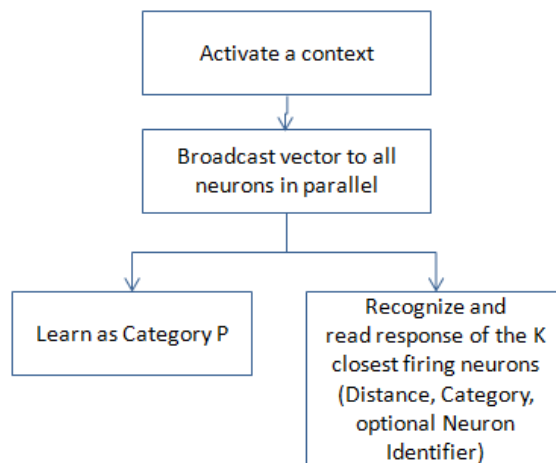 Activate a context
Broadcast vector to all
neurons in parallel
Learn as Category P
Recognize and
read response of the K
closest firing neurons
(Distance, Category,
optional Neuron
Identifier)